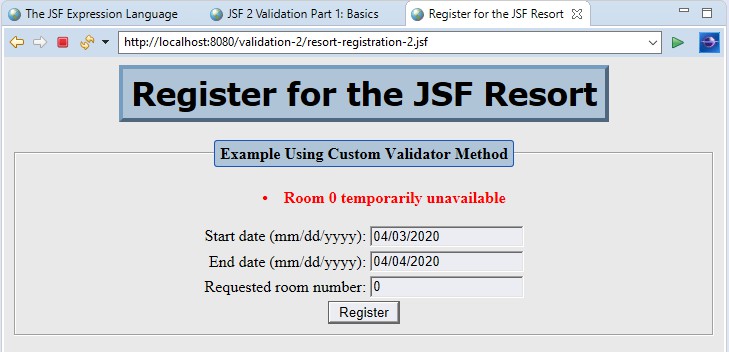 The JSF Expression Language
JSF 2 Validation Part 1: Basics
Register for the JSF Resort
http://localhost:8080/validation-2/resort-registration-2.jsf
Register for the JSF Resort
Example Using Custom Validator Method
• Room 0 temporarily unavailable
Start date (mm/dd/yyyy): 04/03/2020
End date (mm/dd/yyyy): 04/04/2020
Requested room number: 0
Register